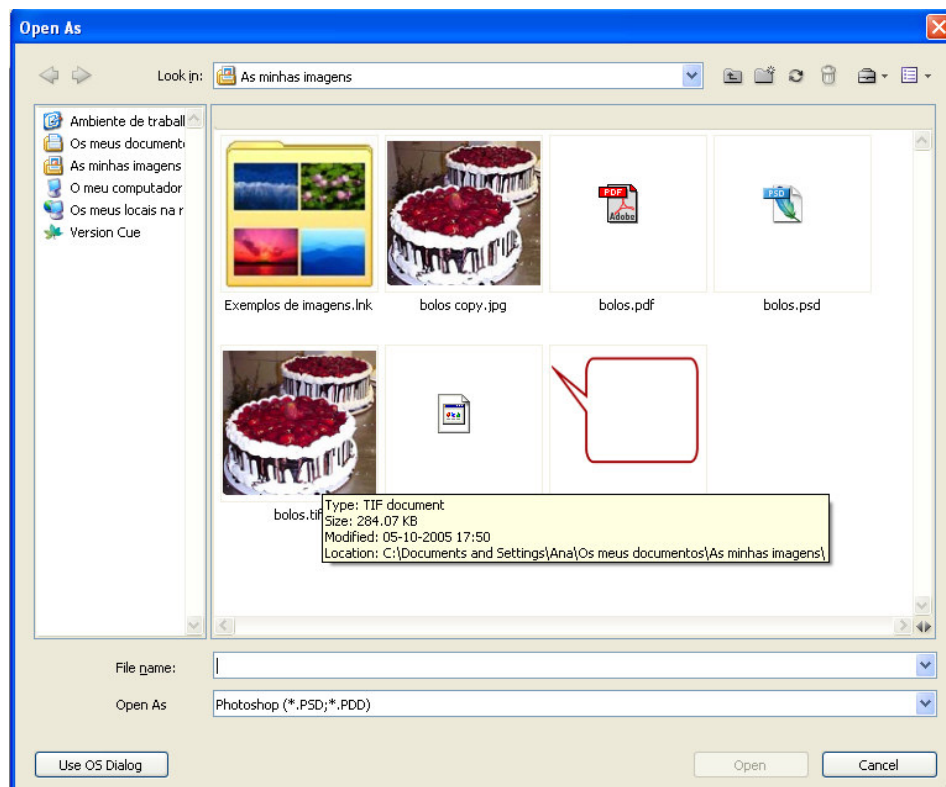 Open As
Look in: As minhas imagens
Ambiente de traball
Os meus documento
As minhas imagens
O meu computador
Os meus locais na r
Version Cue
PDF
Adobe
PSD
Exemplos de imagens.lnk bolos copy.jpg bolos.pdf bolos.psd
bolos.tif
Type: TIF document
Size: 284.07 KB
Modified: 05-10-2005 17:50
Location: C:\Documents and Settings\Ana\Os meus documentos\As minhas imagens\
File name:
Open As Photoshop (*.PSD;*.PDD)
Use OS Dialog Open Cancel